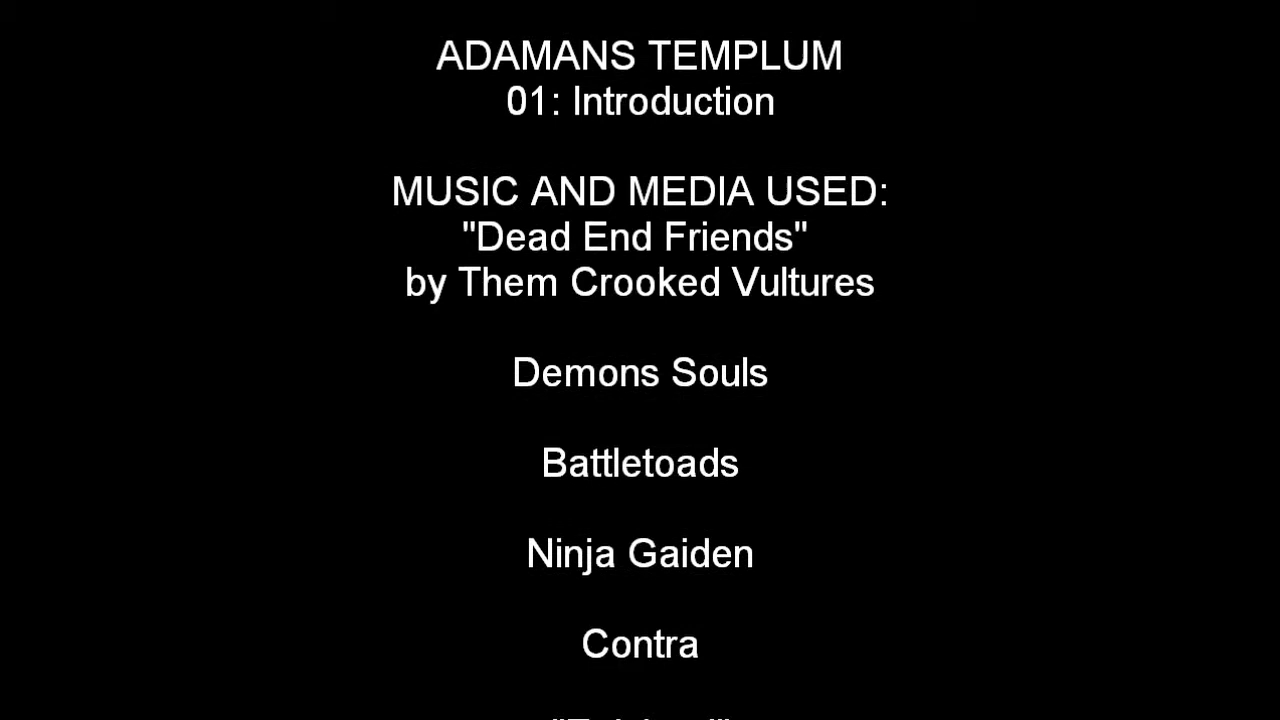 ADAMANS TEMPLUM
01: Introduction
MUSIC AND MEDIA USED:
"Dead End Friends"
by Them Crooked Vultures
Demons Souls
Battletoads
Ninja Gaiden
Contra